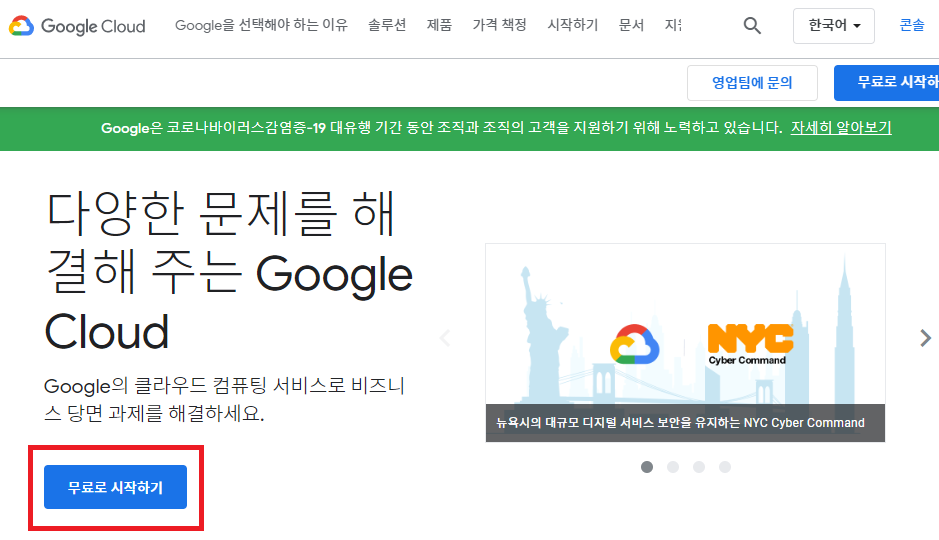 Google Cloud Google을 선택해야 하는 이유 솔루션 제품 가격 책정 시작하기 문서 한국어 콘솔
영업팀에 문의 무료로 시작하
Google은 코로나바이러스감염증-19 대유행 기간 동안 조직과 조직의 고객을 지원하기 위해 노력하고 있습니다. 자세히 알아보기
다양한 문제를 해
결해 주는 Google
Cloud
Google의 클라우드 컴퓨팅 서비스로 비즈니
스 당면 과제를 해결하세요.
무료로 시작하기
NYC
Cyber Command
뉴욕시의 대규모 디지털 서비스 보안을 유지하는 NYC Cyber Command